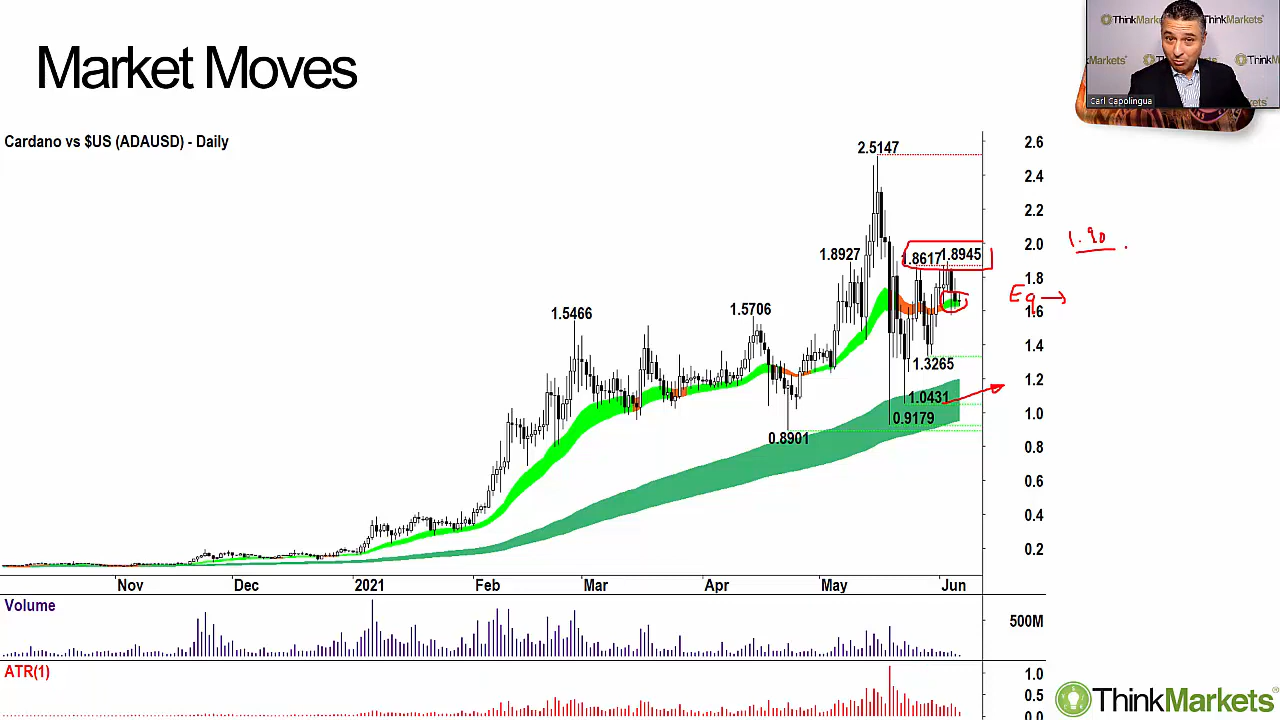 Market Moves
ThinkMarkets
ThinkMarkets
Carl Capolingua
Cardano vs $US (ADAUSD) - Daily
2.5147
1.8927
1.8617
1.8945
1.5466
1.5706
1.3265
1.0431
0.9179
0.8901
2.6
2.4
2.2
2.0
1.8
1.6
1.4
1.2
1.0
0.8
0.6
0.4
0.2
1.90
Eq →
Nov Dec 2021 Feb Mar Apr May Jun
Volume
500M
ATR(1)
1.0
0.5
0.0
ThinkMarkets